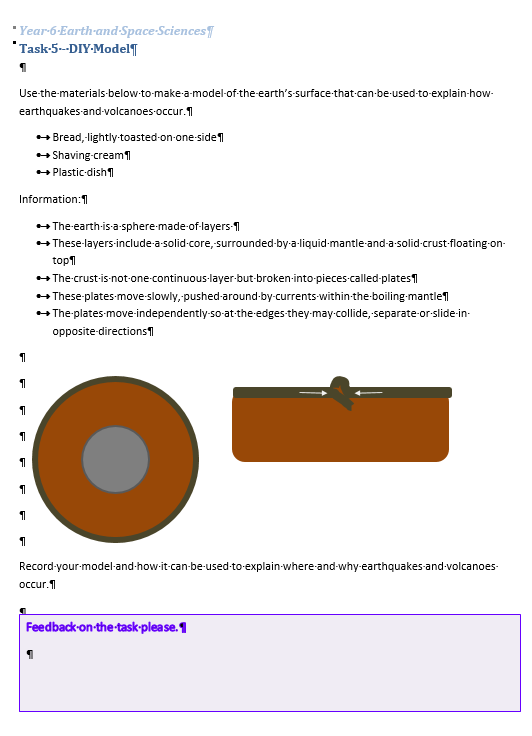 Year 6 Earth and Space Sciences¶
Task 5 - DIY Model¶
¶
Use the materials below to make a model of the earth's surface that can be used to explain how
earthquakes and volcanoes occur.¶
Bread, lightly toasted on one side¶
Shaving cream¶
Plastic dish¶
Information:¶
The earth is a sphere made of layers ¶
These layers include a solid core, surrounded by a liquid mantle and a solid crust floating on
top¶
The crust is not one continuous layer but broken into pieces called plates¶
These plates move slowly, pushed around by currents within the boiling mantle¶
The plates move independently so at the edges they may collide, separate or slide in
opposite directions¶
¶
¶
¶
¶
¶
¶
¶
¶
Record your model and how it can be used to explain where and why earthquakes and volcanoes
occur.¶
¶
Feedback on the task please.¶
¶